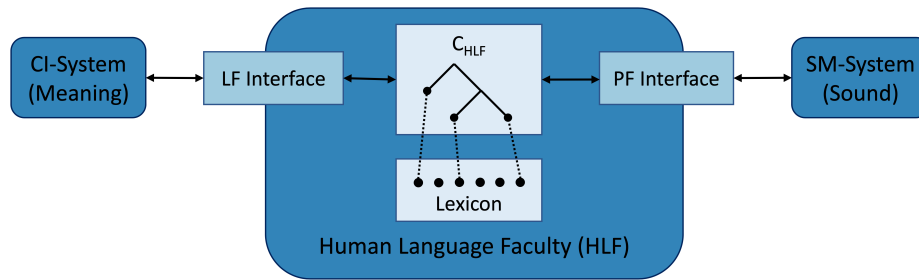 CI-System
(Meaning)
LF Interface
C_HLF
PF Interface
SM-System
(Sound)
Lexicon
Human Language Faculty (HLF)